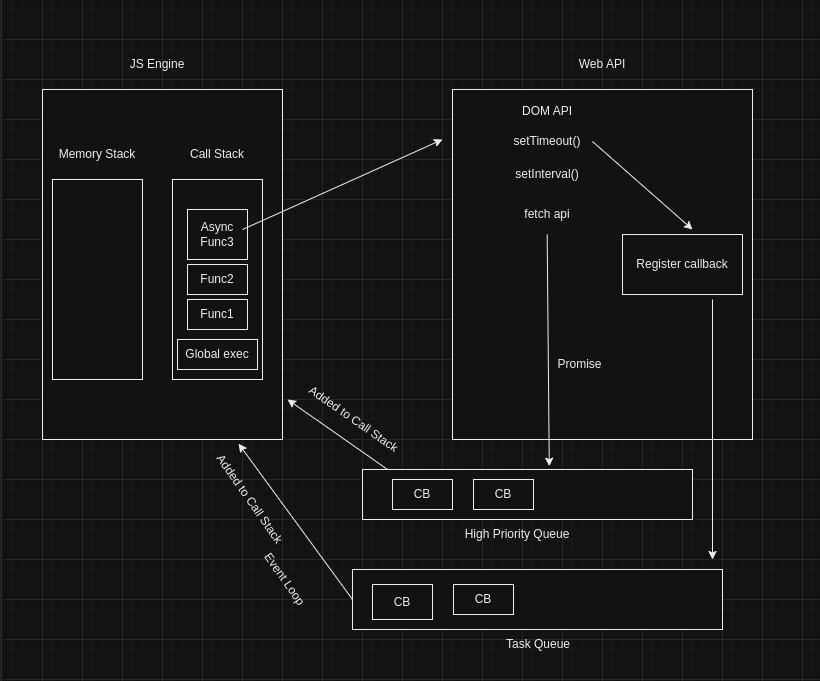 JS Engine
Web API
Memory Stack
Call Stack
Async
Func3
Func2
Func1
Global exec
DOM API
setTimeout()
setInterval()
fetch api
Register callback
Promise
Added to Call Stack
Added to Call Stack
Event Loop
CB
CB
High Priority Queue
CB
CB
Task Queue